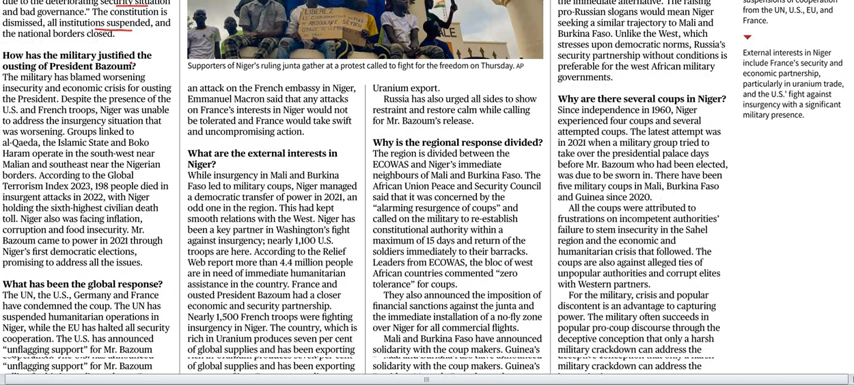 due to the deteriorating security situation
and bad governance." The constitution is
dismissed, all institutions suspended, and
the national borders closed.
How has the military justified the
ousting of President Bazoum?
The military has blamed worsening
insecurity and economic crisis for ousting
the President. Despite the presence of the
U.S. and French troops, Niger was unable
to address the insurgency situation that
was worsening. Groups linked to
al-Qaeda, the Islamic State and Boko
Haram operate in the south-west near
Malian and southeast near the Nigerian
borders. According to the Global
Terrorism Index 2023, 198 people died in
insurgent attacks in 2022, with Niger
holding the sixth-highest civilian death
toll. Niger also was facing inflation,
corruption and food insecurity. Mr.
Bazoum came to power in 2021 through
Niger's first democratic elections,
promising to address all the issues.
What has been the global response?
The UN, the U.S., Germany and France
have condemned the coup. The UN has
suspended humanitarian operations in
Niger, while the EU has halted all security
cooperation. The U.S. has announced
"unflagging support" for Mr. Bazoum
"unflagging support" for Mr. Bazoum
Supporters of Niger's ruling junta gather at a protest called to fight for the freedom on Thursday. AP
an attack on the French embassy in Niger,
Emmanuel Macron said that any attacks
on France's interests in Niger would not
be tolerated and France would take swift
and uncompromising action.
What are the external interests in
Niger?
While insurgency in Mali and Burkina
Faso led to military coups, Niger managed
a democratic transfer of power in 2021, an
odd one in the region. This had kept
smooth relations with the West. Niger has
been a key partner in Washington's fight
against insurgency; nearly 1,100 U.S.
troops are here. According to the Relief
Web report more than 4.4 million people
are in need of immediate humanitarian
assistance in the country. France and
ousted President Bazoum had a closer
economic and security partnership.
Nearly 1,500 French troops were fighting
insurgency in Niger. The country, which is
rich in Uranium produces seven per cent
of global supplies and has been exporting
of global supplies and has been exporting
Uranium export.
Russia has also urged all sides to show
restraint and restore calm while calling
for Mr. Bazoum's release.
Why is the regional response divided?
The region is divided between the
ECOWAS and Niger's immediate
neighbours of Mali and Burkina Faso. The
African Union Peace and Security Council
said that it was concerned by the
"alarming resurgence of coups" and
called on the military to re-establish
constitutional authority within a
maximum of 15 days and return of the
soldiers immediately to their barracks.
Leaders from ECOWAS, the bloc of west
African countries commented "zero
tolerance" for coups.
They also announced the imposition of
financial sanctions against the junta and
the immediate installation of a no-fly zone
over Niger for all commercial flights.
Mali and Burkina Faso have announced
solidarity with the coup makers. Guinea's
solidarity with the coup makers. Guinea's
the immediate alternative. The raising
pro-Russian slogans would mean Niger
seeking a similar trajectory to Mali and
Burkina Faso. Unlike the West, which
stresses upon democratic norms, Russia's
security partnership without conditions is
preferable for the west African military
governments.
Why are there several coups in Niger?
Since independence in 1960, Niger
experienced four coups and several
attempted coups. The latest attempt was
in 2021 when a military group tried to
take over the presidential palace days
before Mr. Bazoum who had been elected,
was due to be sworn in. There have been
five military coups in Mali, Burkina Faso
and Guinea since 2020.
All the coups were attributed to
frustrations on incompetent authorities'
failure to stem insecurity in the Sahel
region and the economic and
humanitarian crisis that followed. The
coups are also against alleged ties of
unpopular authorities and corrupt elites
with Western partners.
For the military, crisis and popular
discontent is an advantage to capturing
power. The military often succeeds in
popular pro-coup discourse through the
deceptive conception that only a harsh
military crackdown can address the
military crackdown can address the
suspensions of cooperation
from the UN, U.S., EU, and
France.
External interests in Niger
include France's security and
economic partnership,
particularly in uranium trade,
and the U.S.' fight against
insurgency with a significant
military presence.